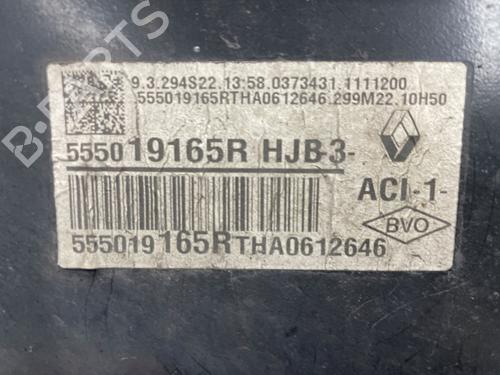 B-PARTS
9.3.294S22.13:58.0373431.1111200
555019165RTHA0612646.299M22.10H50
555019165R HJB-3-
ACI-1-
BVO
555019165RTHA0612646